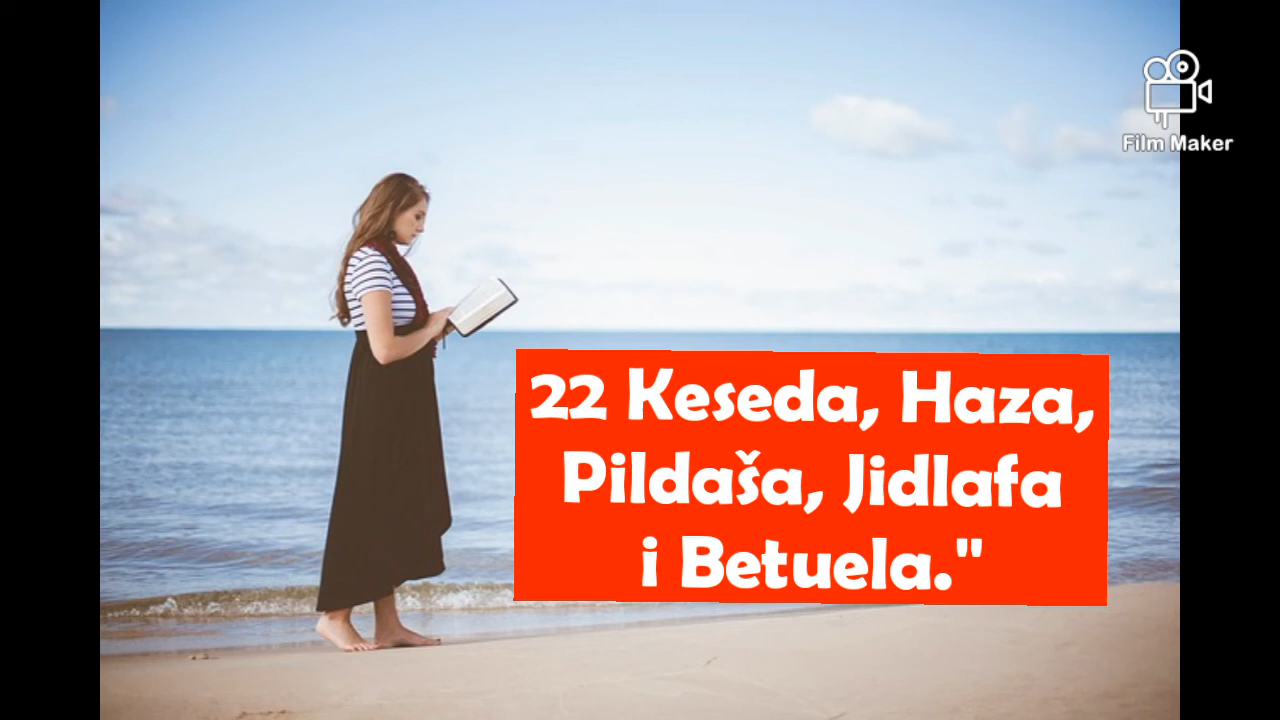 Film Maker
22 Keseda, Haza,
Pildaša, Jidlafa
i Betuela."